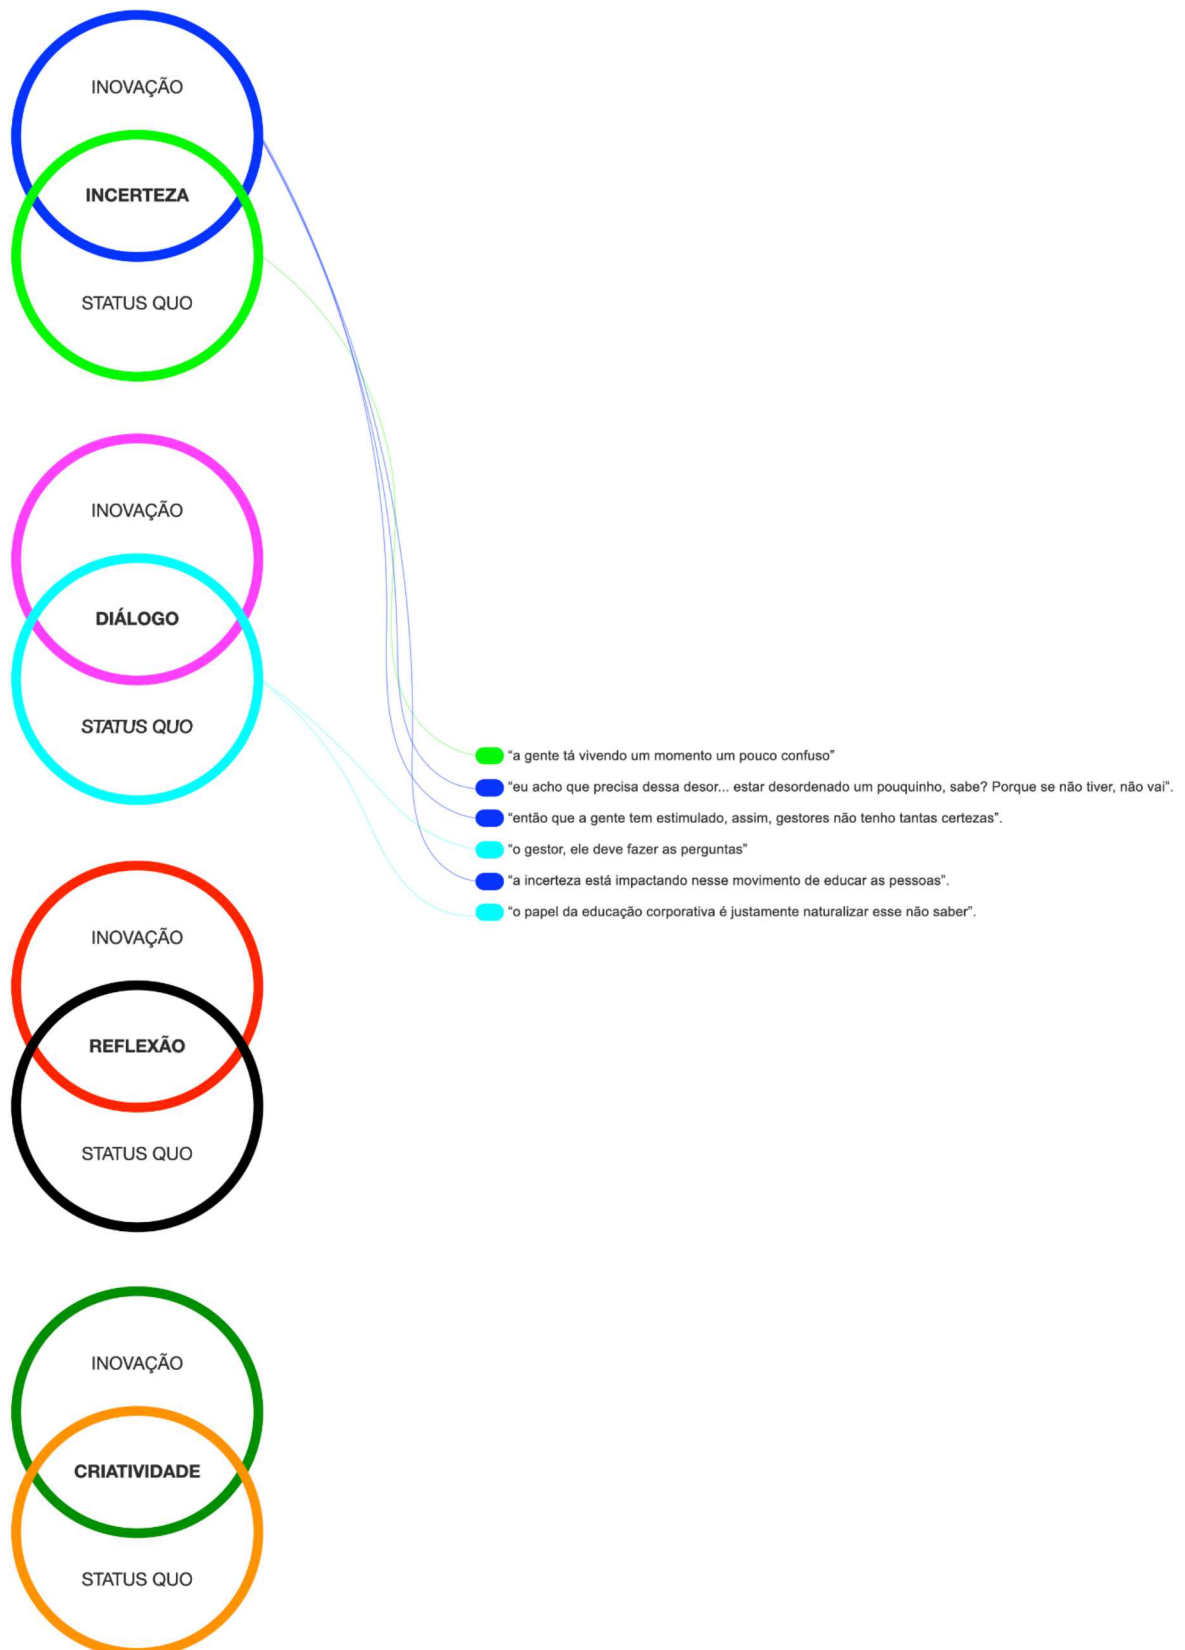 INOVAÇÃO
INCERTEZA
STATUS QUO
INOVAÇÃO
DIÁLOGO
STATUS QUO
“a gente tá vivendo um momento um pouco confuso”
“eu acho que precisa dessa desor... estar desordenado um pouquinho, sabe? Porque se não tiver, não vai”.
“então que a gente tem estimulado, assim, gestores não tenho tantas certezas”.
“o gestor, ele deve fazer as perguntas”
“a incerteza está impactando nesse movimento de educar as pessoas”.
“o papel da educação corporativa é justamente naturalizar esse não saber”.
INOVAÇÃO
REFLEXÃO
STATUS QUO
INOVAÇÃO
CRIATIVIDADE
STATUS QUO